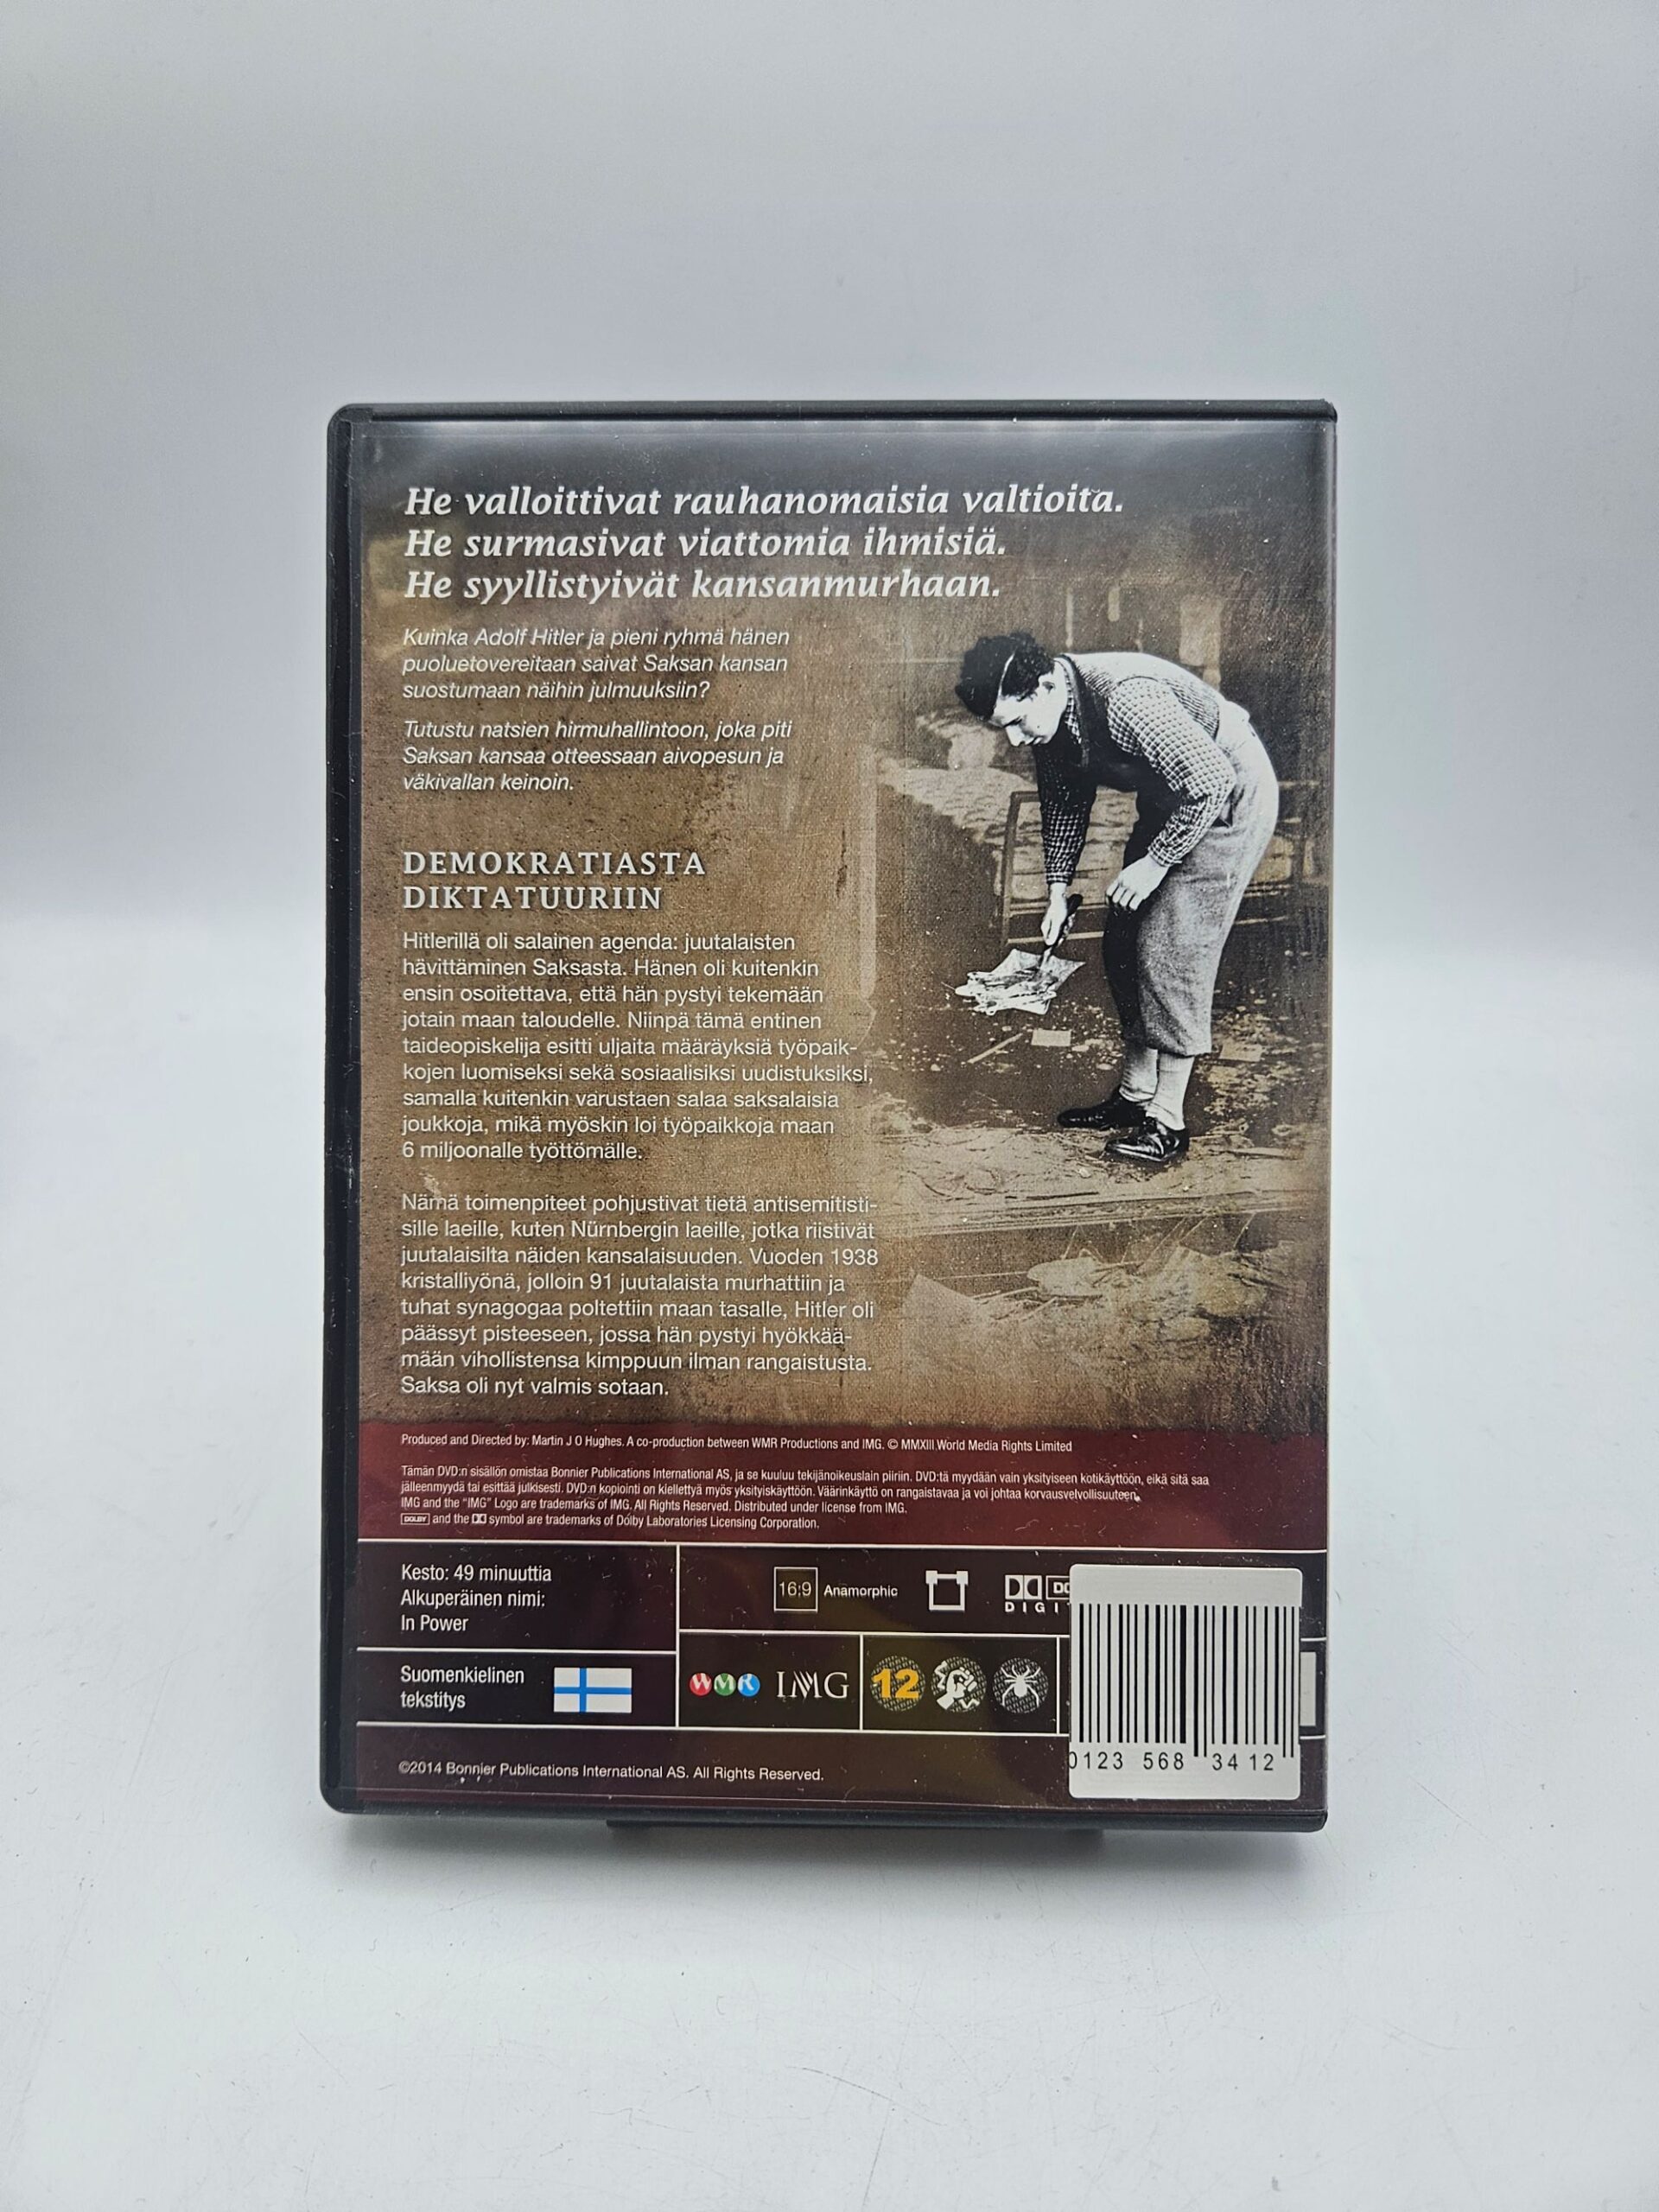 He valloittivat rauhanomaisia valtioita.
He surmasivat viattomia ihmisiä.
He syyllistyivät kansanmurhaan.
Kuinka Adolf Hitler ja pieni ryhmä hänen
puoluetovereitaan saivat Saksan kansan
suostumaan näihin julmuuksiin?
Tutustu natsien hirmuhallintoon, joka piti
Saksan kansaa otteessaan aivopesun ja
väkivallan keinoin.
DEMOKRATIASTA
DIKTATUURIIN
Hitlerillä oli salainen agenda: juutalaisten
hävittäminen Saksasta. Hänen oli kuitenkin
ensin osoitettava, että hän pystyi tekemään
jotain maan taloudelle. Niinpä tämä entinen
taideopiskelija esitti uljaita määräyksiä työpaik-
kojen luomiseksi sekä sosiaalisiksi uudistuksiksi,
samalla kuitenkin varustaen salaa saksalaisia
joukkoja, mikä myöskin loi työpaikkoja maan
6 miljoonalle työttömälle.
Nämä toimenpiteet pohjustivat tietä antisemitisti-
sille laeille, kuten Nürnbergin laeille, jotka riistivät
juutalaisilta näiden kansalaisuuden. Vuoden 1938
kristalliyönä, jolloin 91 juutalaista murhattiin ja
tuhat synagogaa poltettiin maan tasalle, Hitler oli
päässyt pisteeseen, jossa hän pystyi hyökkää-
mään vihollistensa kimppuun ilman rangaistusta.
Saksa oli nyt valmis sotaan.
Produced and Directed by: Martin J O Hughes. A co-production between WMR Productions and IMG. © MMXIII World Media Rights Limited
Tämän DVD:n sisällön omistaa Bonnier Publications International AS, ja se kuuluu tekijänoikeuslain piiriin. DVD:tä myydään vain yksityiseen kotikäyttöön, eikä sitä saa
jälleenmyydä tai esittää julkisesti. DVD:n kopiointi on kiellettyä myös yksityiskäyttöön. Väärinkäyttö on rangaistavaa ja voi johtaa korvausvelvollisuuteen.
IMG and the "IMG" Logo are trademarks of IMG. All Rights Reserved. Distributed under license from IMG.
DOLBY and the symbol are trademarks of Dolby Laboratories Licensing Corporation.
Kesto: 49 minuuttia
Alkuperäinen nimi:
In Power
16:9 Anamorphic
DIGI
Suomenkielinen
tekstitys
WMR IMG 12
0123 568 34 12
©2014 Bonnier Publications International AS. All Rights Reserved.